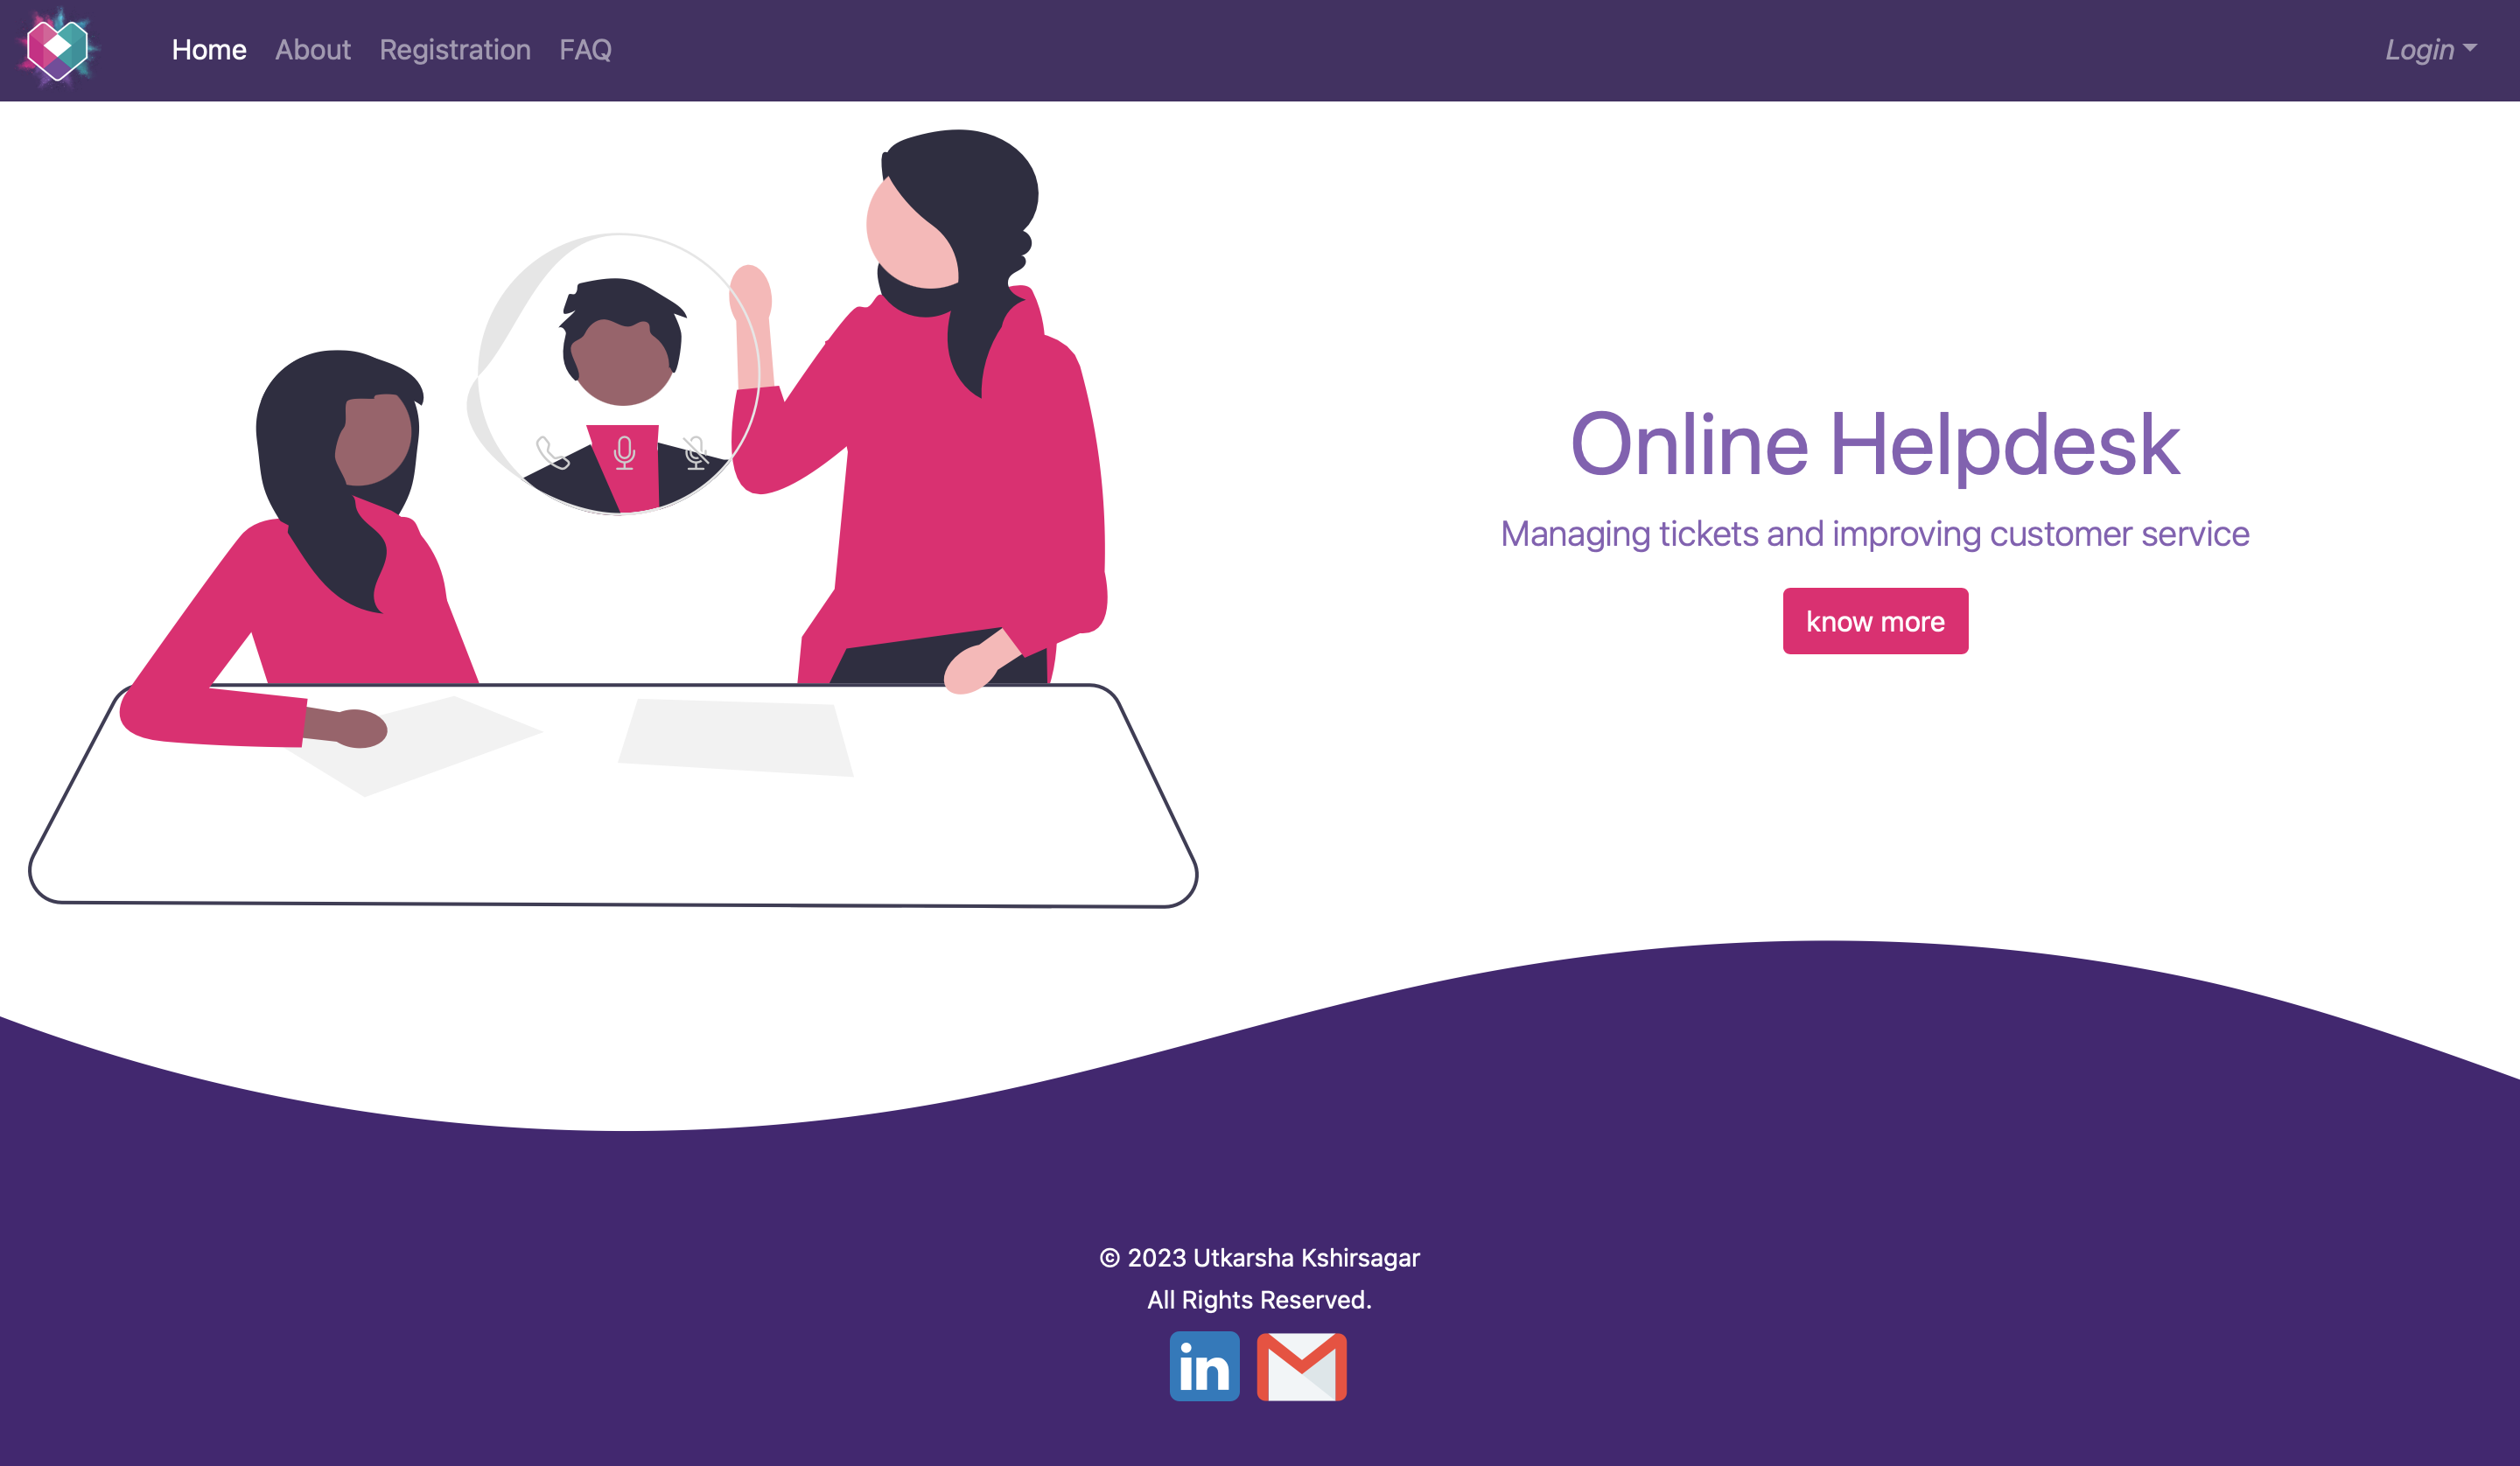 Home About Registration FAQ Login
Online Helpdesk
Managing tickets and improving customer service
know more
© 2023 Utkarsha Kshirsagar
All Rights Reserved.
in